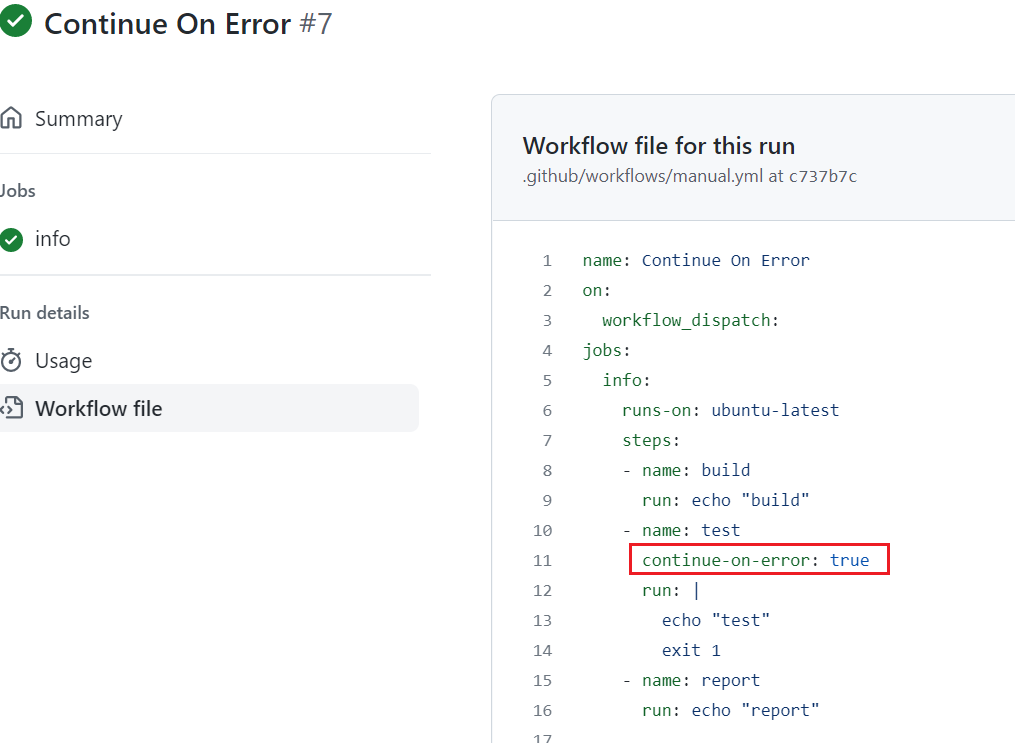 Continue On Error #7
Summary
Jobs
info
Run details
Usage
Workflow file
Workflow file for this run
.github/workflows/manual.yml at c737b7c
1 name: Continue On Error
2 on:
3   workflow_dispatch:
4 jobs:
5   info:
6     runs-on: ubuntu-latest
7     steps:
8     - name: build
9       run: echo "build"
10     - name: test
11       continue-on-error: true
12       run: |
13         echo "test"
14         exit 1
15     - name: report
16       run: echo "report"
17